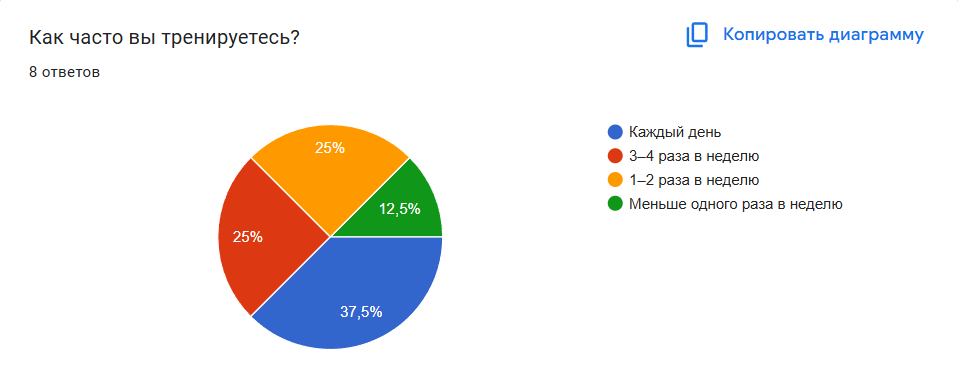 Как часто вы тренируетесь?
Копировать диаграмму
8 ответов
25%
12,5%
25%
37,5%
Каждый день
3–4 раза в неделю
1–2 раза в неделю
Меньше одного раза в неделю